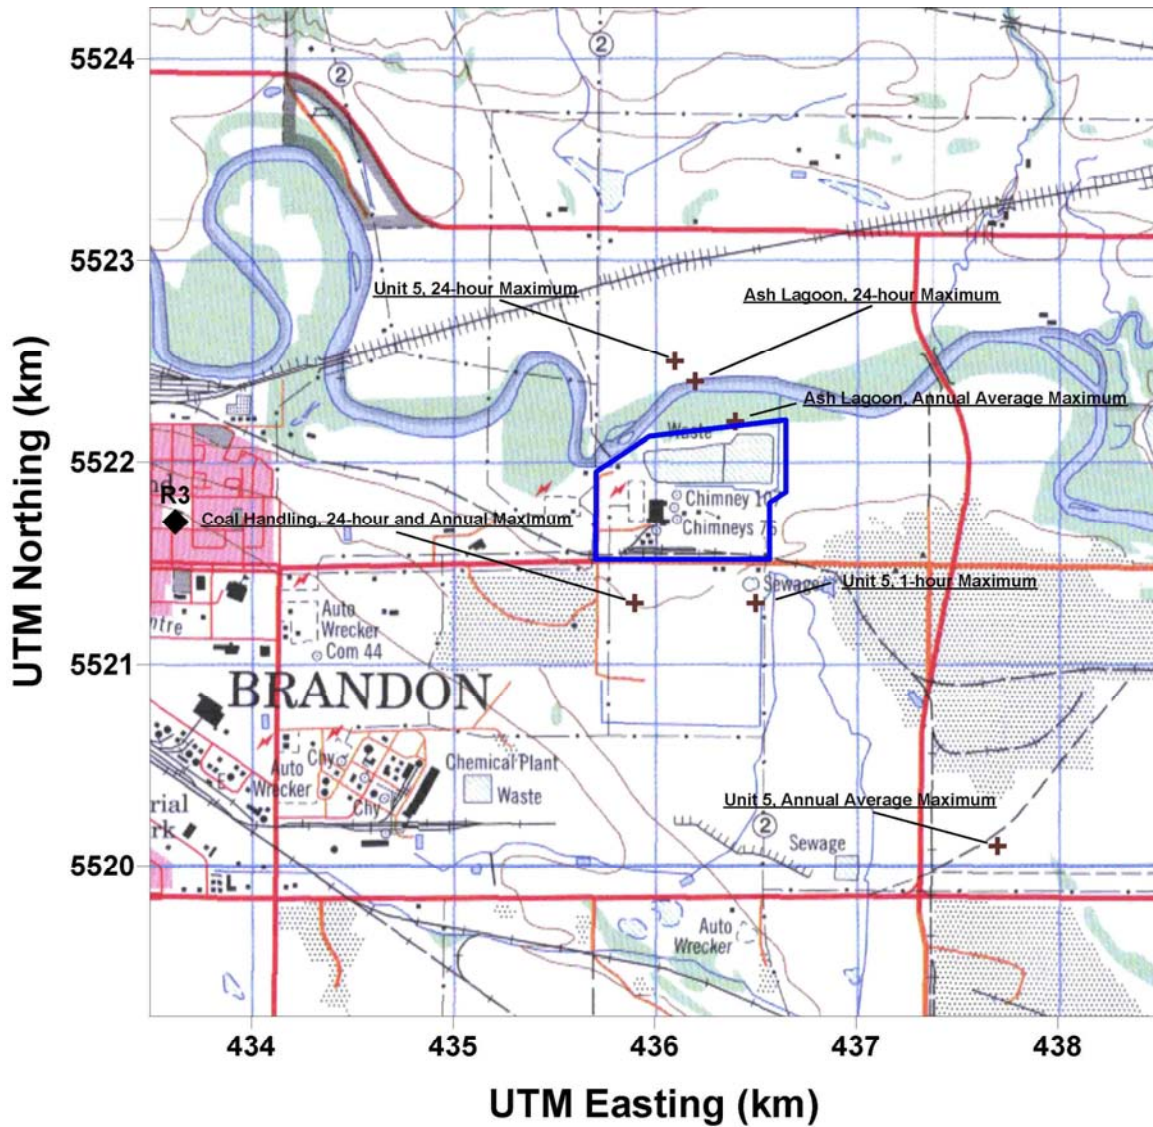 5524
2
2
5523
Unit 5, 24-hour Maximum
Ash Lagoon, 24-hour Maximum
Ash Lagoon, Annual Average Maximum
Waste
5522
R3
Chimney 107
Coal Handling, 24-hour and Annual Maximum
Chimneys 75
Sewage
Unit 5, 1-hour Maximum
Auto
Wrecker
Com 44
ntre
5521
BRANDON
Auto
Wrecker
Chy
Chy
Chemical Plant
Waste
Unit 5, Annual Average Maximum
rial
rk
2
Sewage
5520
Auto
Wrecker
434
435
436
437
438
UTM Northing (km)
UTM Easting (km)